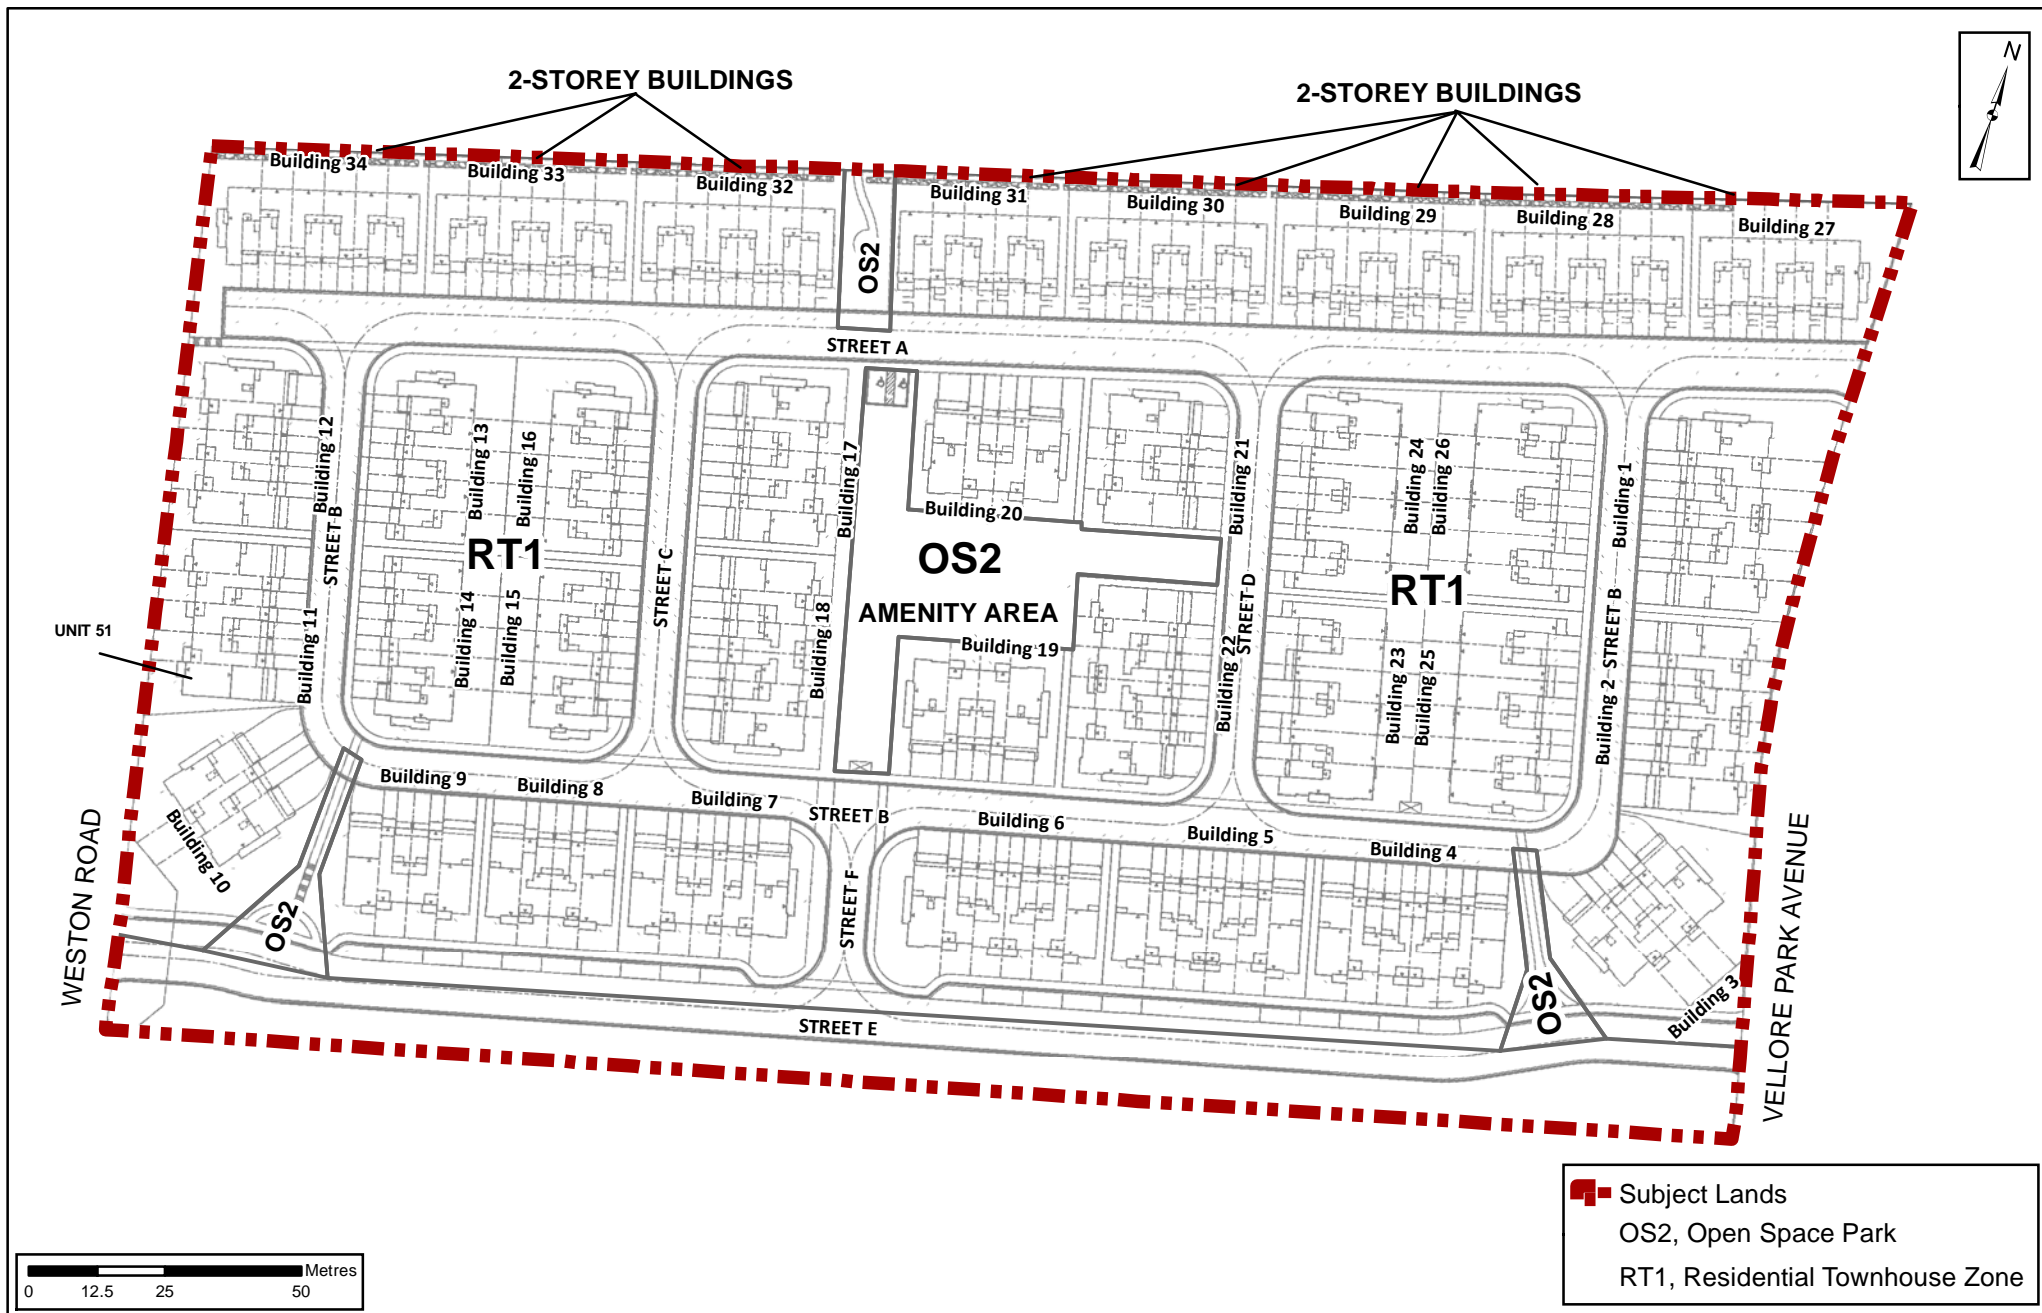 N
2-STOREY BUILDINGS
2-STOREY BUILDINGS
Building 34
Building 33
Building 32
Building 31
Building 30
Building 29
Building 28
Building 27
OS2
STREET A
Building 12
Building 13
Building 16
Building 17
Building 20
Building 21
Building 24
Building 26
Building 1
STREET B
RT1
STREET C
OS2
AMENITY AREA
STREET D
RT1
STREET B
UNIT 51
Building 11
Building 14
Building 15
Building 18
Building 19
Building 22
Building 23
Building 25
Building 2
Building 9
Building 8
Building 7
STREET B
Building 6
Building 5
Building 4
Building 10
WESTON ROAD
OS2
STREET F
OS2
Building 3
VELLORE PARK AVENUE
STREET E
Subject Lands
OS2, Open Space Park
RT1, Residential Townhouse Zone
Metres
0 12.5 25 50